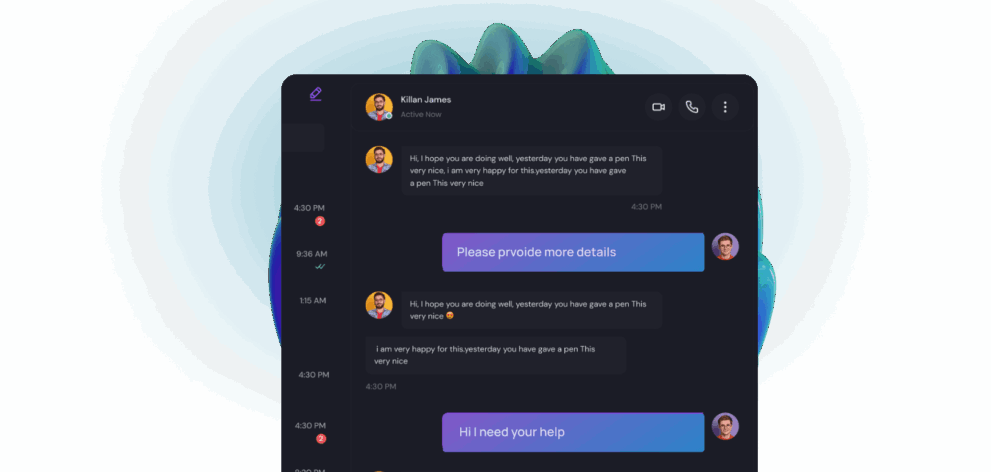 Killan James
Active Now
Hi, I hope you are doing well, yesterday you have gave a pen This
very nice, i am very happy for this.yesterday you have gave
a pen This very nice
4:30 PM
4:30 PM
2
Please prvoide more details
9:36 AM
1:15 AM
Hi, I hope you are doing well, yesterday you have gave a pen This
very nice
i am very happy for this.yesterday you have gave a pen This
very nice
4:30 PM
4:30 PM
4:30 PM
2
Hi I need your help